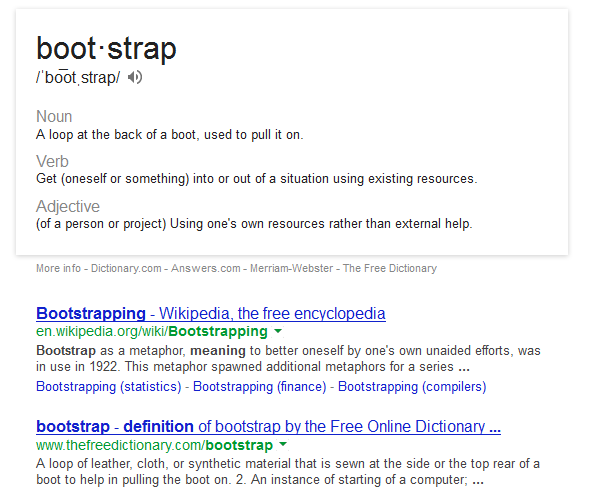 boot·strap
/ˈbo͞otˌstrap/
Noun
A loop at the back of a boot, used to pull it on.
Verb
Get (oneself or something) into or out of a situation using existing resources.
Adjective
(of a person or project) Using one's own resources rather than external help.
More info - Dictionary.com - Answers.com - Merriam-Webster - The Free Dictionary
Bootstrapping - Wikipedia, the free encyclopedia
en.wikipedia.org/wiki/Bootstrapping
Bootstrap as a metaphor, meaning to better oneself by one's own unaided efforts, was
in use in 1922. This metaphor spawned additional metaphors for a series ...
Bootstrapping (statistics) - Bootstrapping (finance) - Bootstrapping (compilers)
bootstrap - definition of bootstrap by the Free Online Dictionary ...
www.thefreedictionary.com/bootstrap
A loop of leather, cloth, or synthetic material that is sewn at the side or the top rear of a
boot to help in pulling the boot on. 2. An instance of starting of a computer; ...